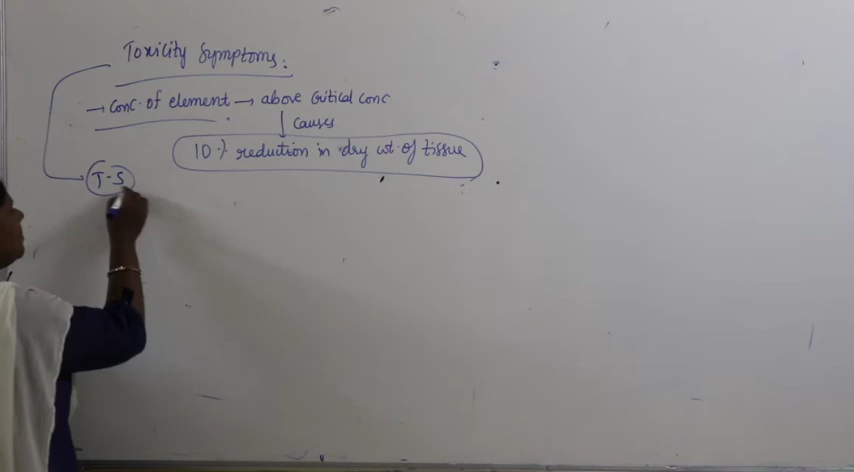 Toxicity Symptoms:
→ Conc. of element → above Critical Conc
↓ Causes
10 % reduction in dry wt. of tissue
T-S